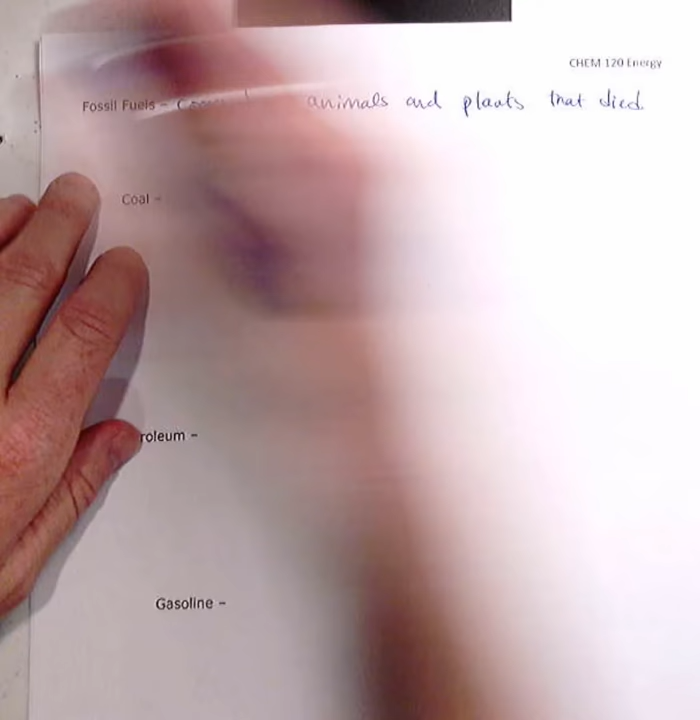 CHEM 120 Energy
Fossil Fuels – animals and plants that died.
Coal –
roleum –
Gasoline –